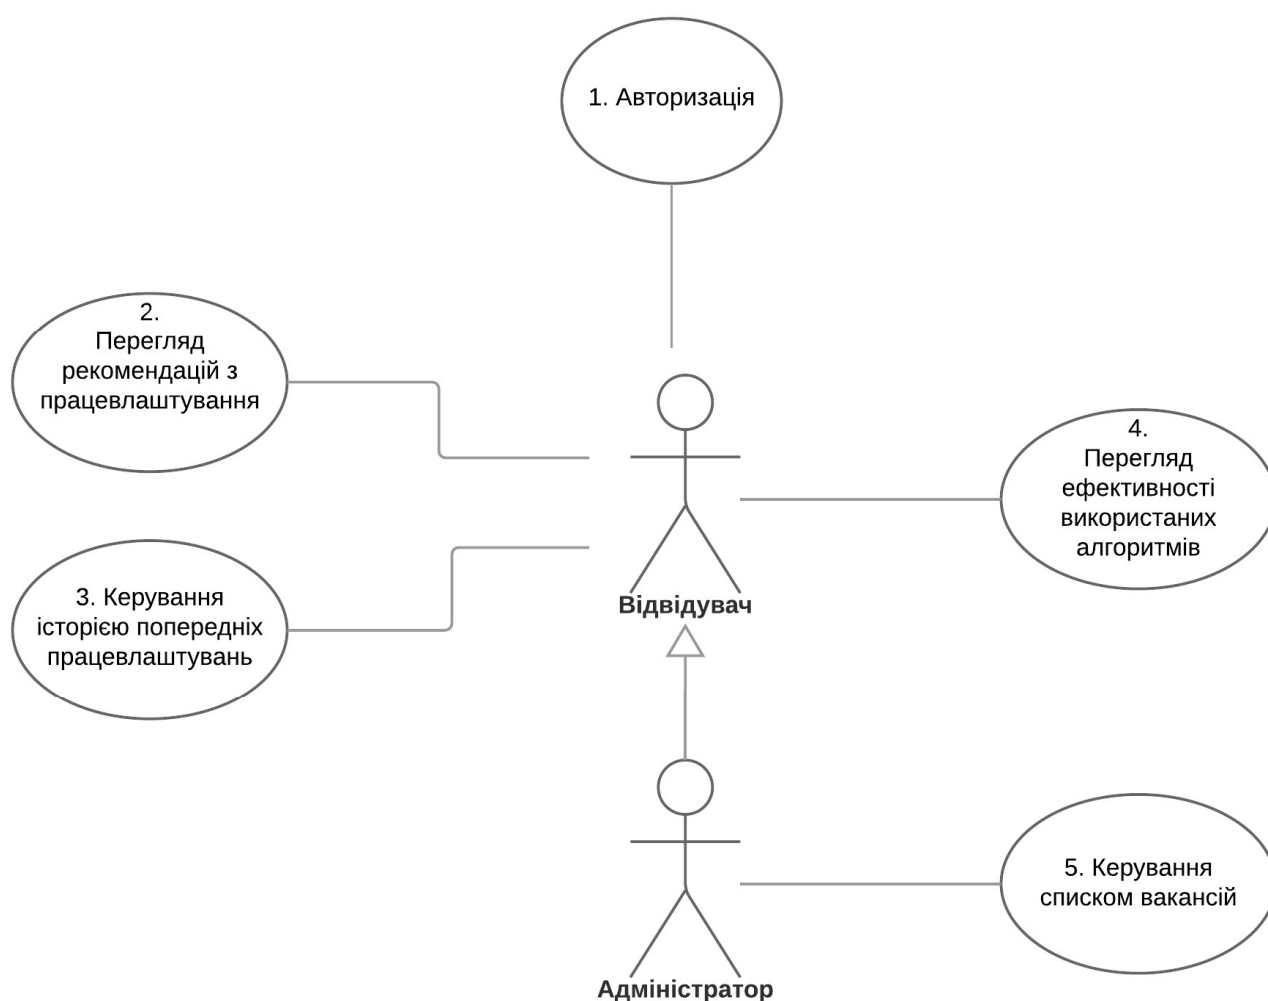 1. Авторизація
2.
Перегляд
рекомендацій з
працевлаштування
3. Керування
історією попередніх
працевлаштувань
4.
Перегляд
ефективності
використаних
алгоритмів
Відвідувач
5. Керування
списком вакансій
Адміністратор